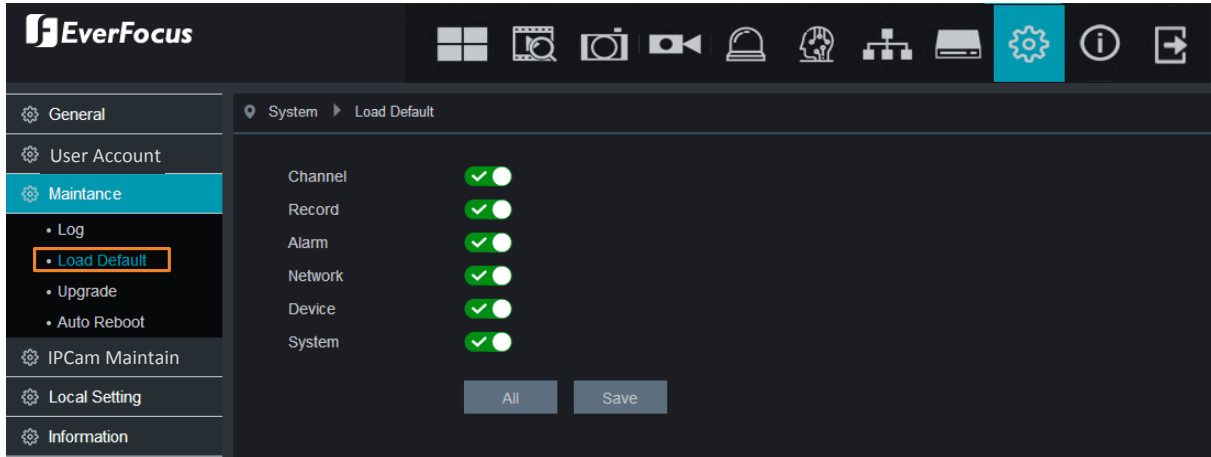 EverFocus
General
System Load Default
User Account
Maintance
• Log
• Load Default
• Upgrade
• Auto Reboot
IPCam Maintain
Local Setting
Information
Channel
Record
Alarm
Network
Device
System
All Save